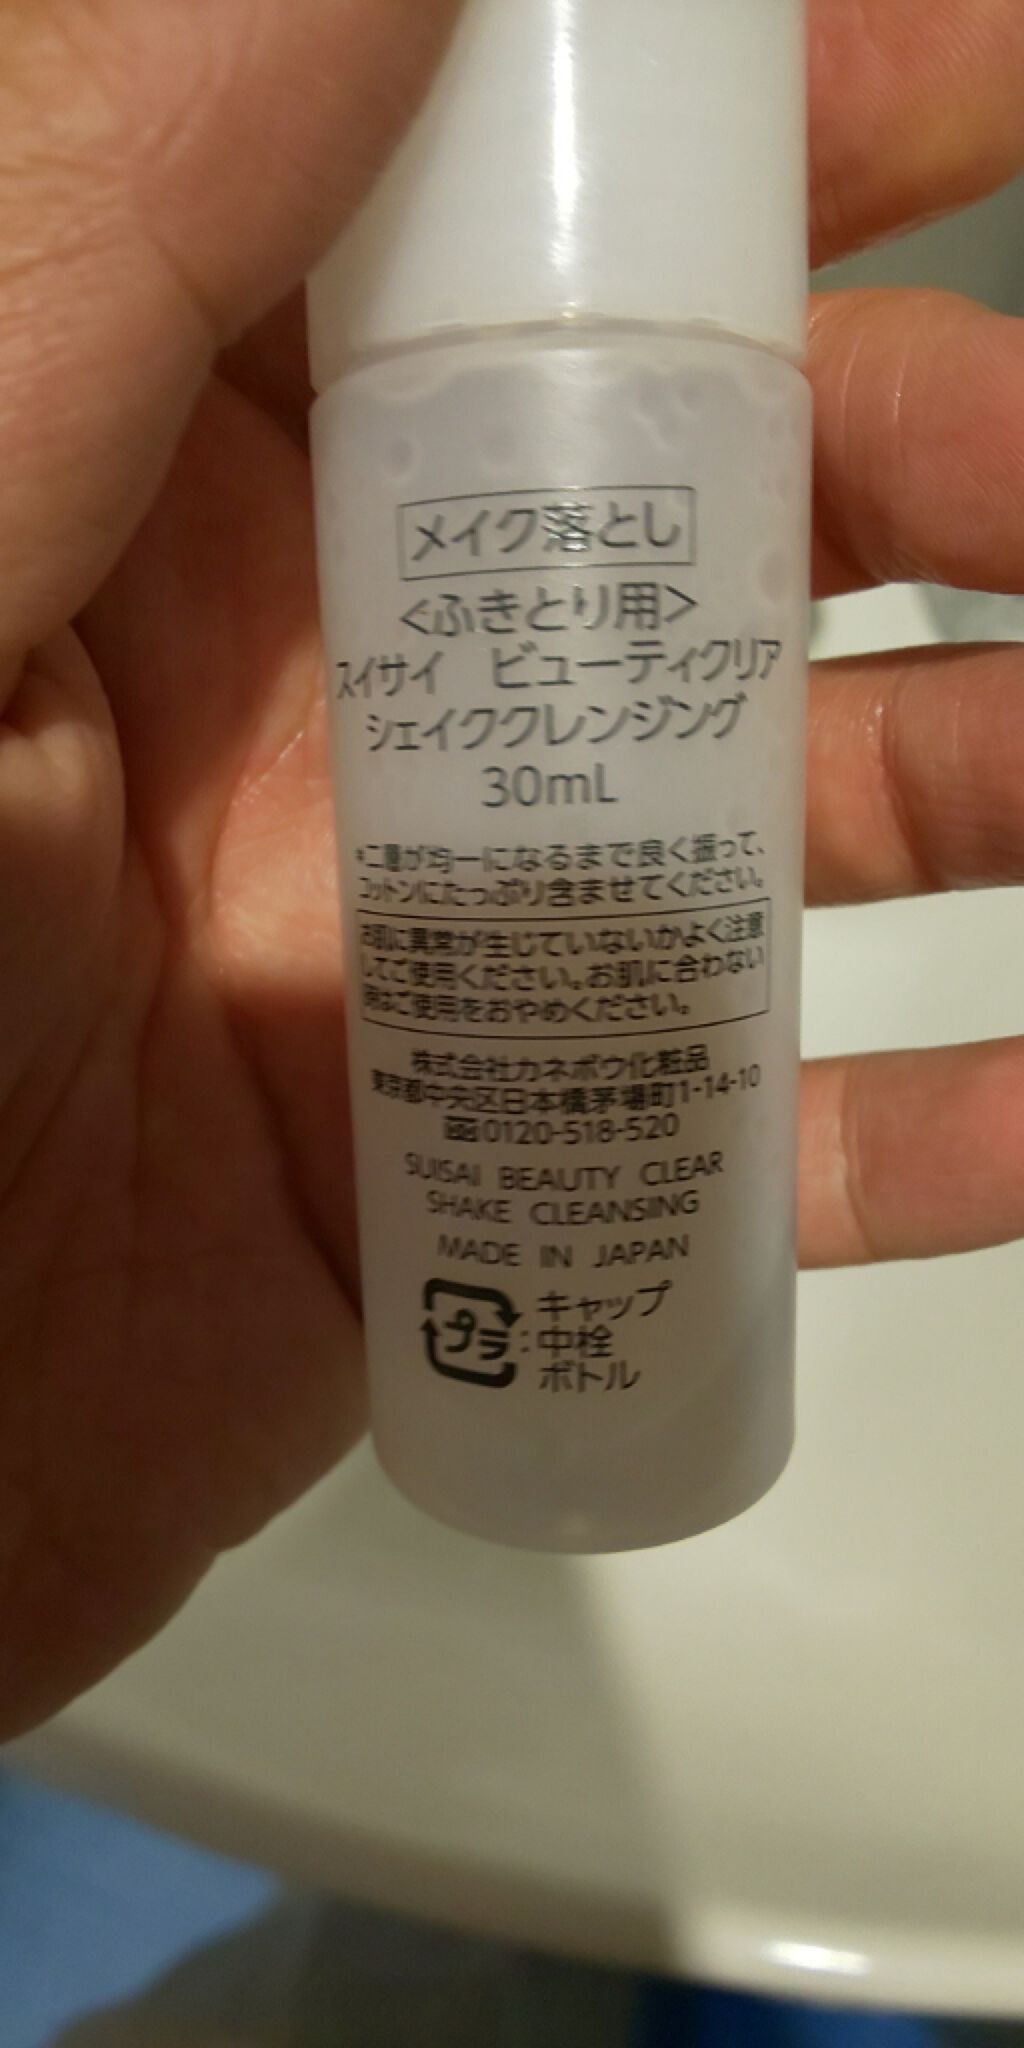 メイク落とし
<ふきとり用>
スイサイ ビューティクリア
シェイククレンジング
30mL
*二層が均一になるまで良く振って、
コットンにたっぷり含ませてください。
お肌に異常が生じていないかよく注意
してご使用ください。お肌に合わない
時はご使用をおやめください。
株式会社カネボウ化粧品
東京都中央区日本橋茅場町1-14-10
0120-518-520
SUISAI BEAUTY CLEAR
SHAKE CLEANSING
MADE IN JAPAN
プラ:キャップ
中栓
ボトル